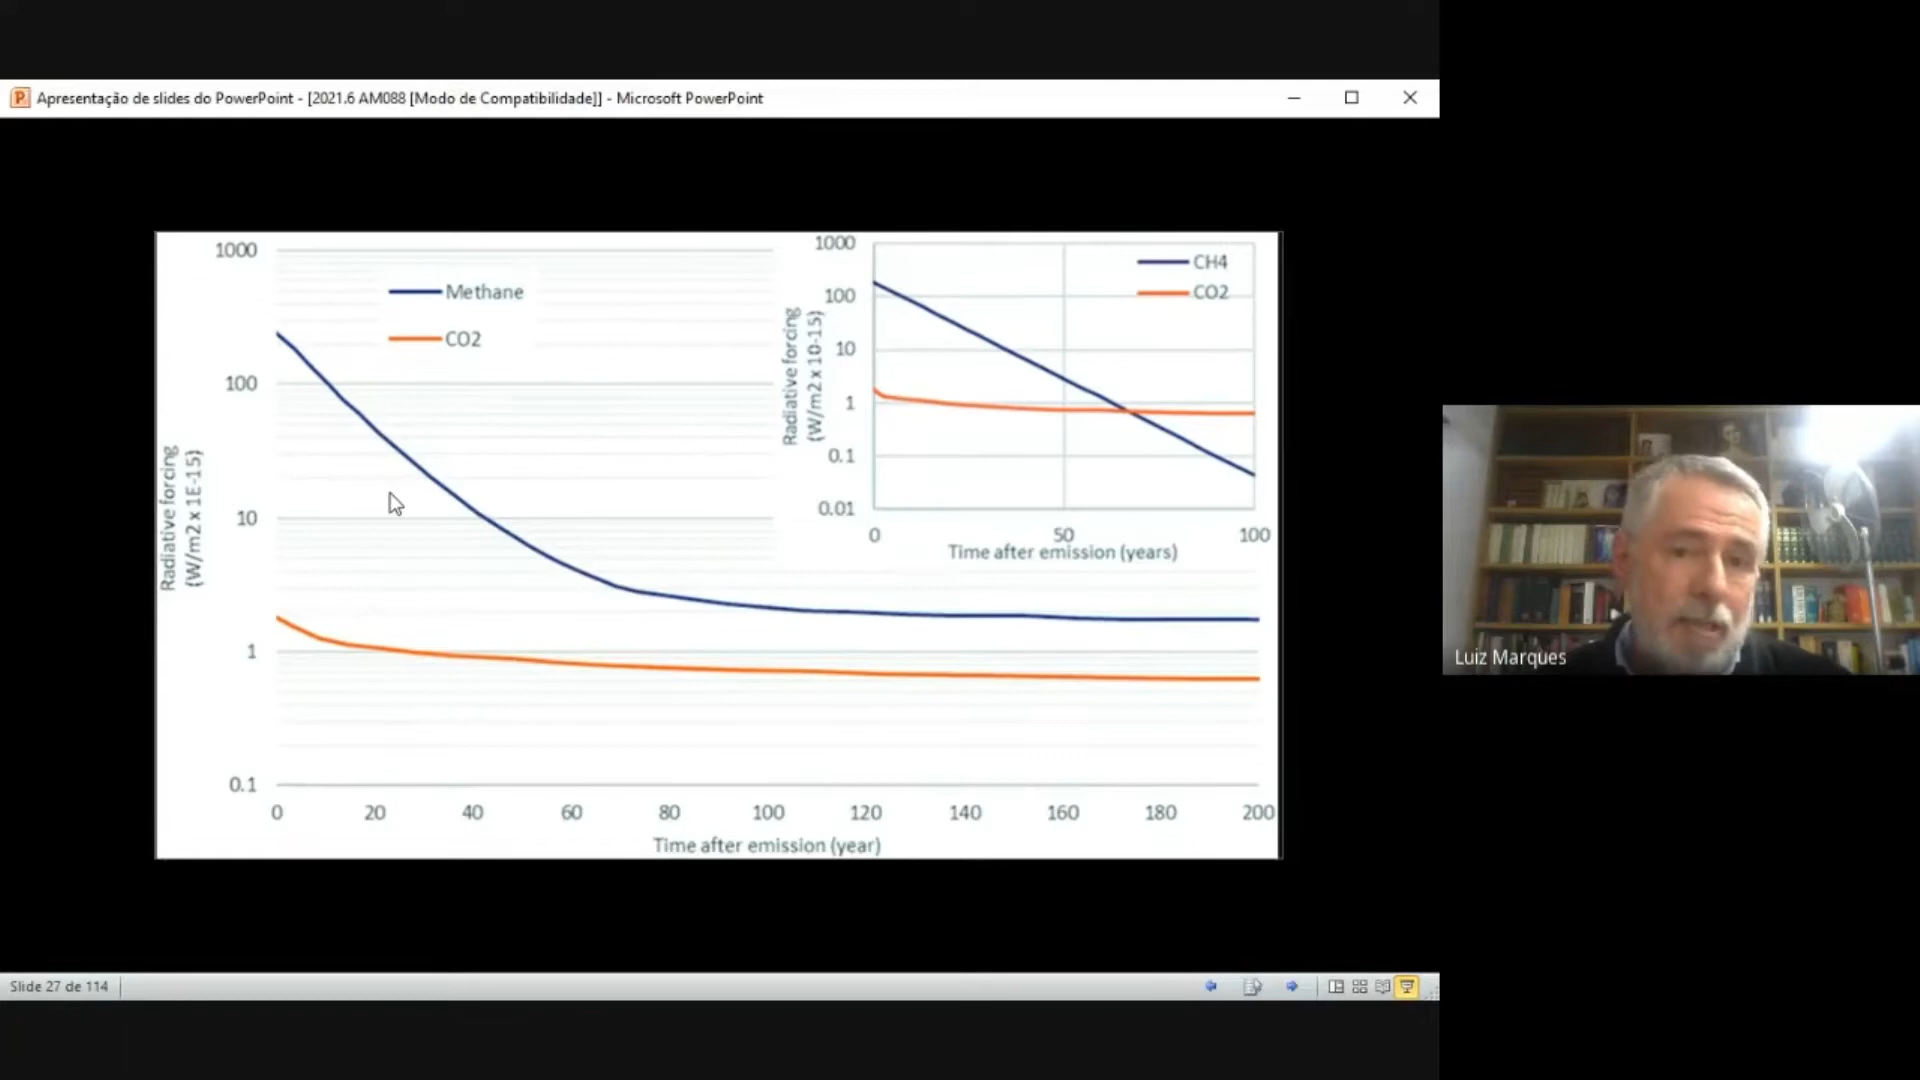 Apresentação de slides do PowerPoint - [2021.6 AM088 [Modo de Compatibilidade]] - Microsoft PowerPoint
1000
100
10
1
0.1
Radiative forcing
(W/m2 x 1E-15)
Methane
CO2
0 20 40 60 80 100 120 140 160 180 200
Time after emission (year)
1000
100
10
1
0.1
0.01
Radiative forcing
(W/m2 x 10-15)
CH4
CO2
0 50 100
Time after emission (years)
Luiz Marques
Slide 27 de 114